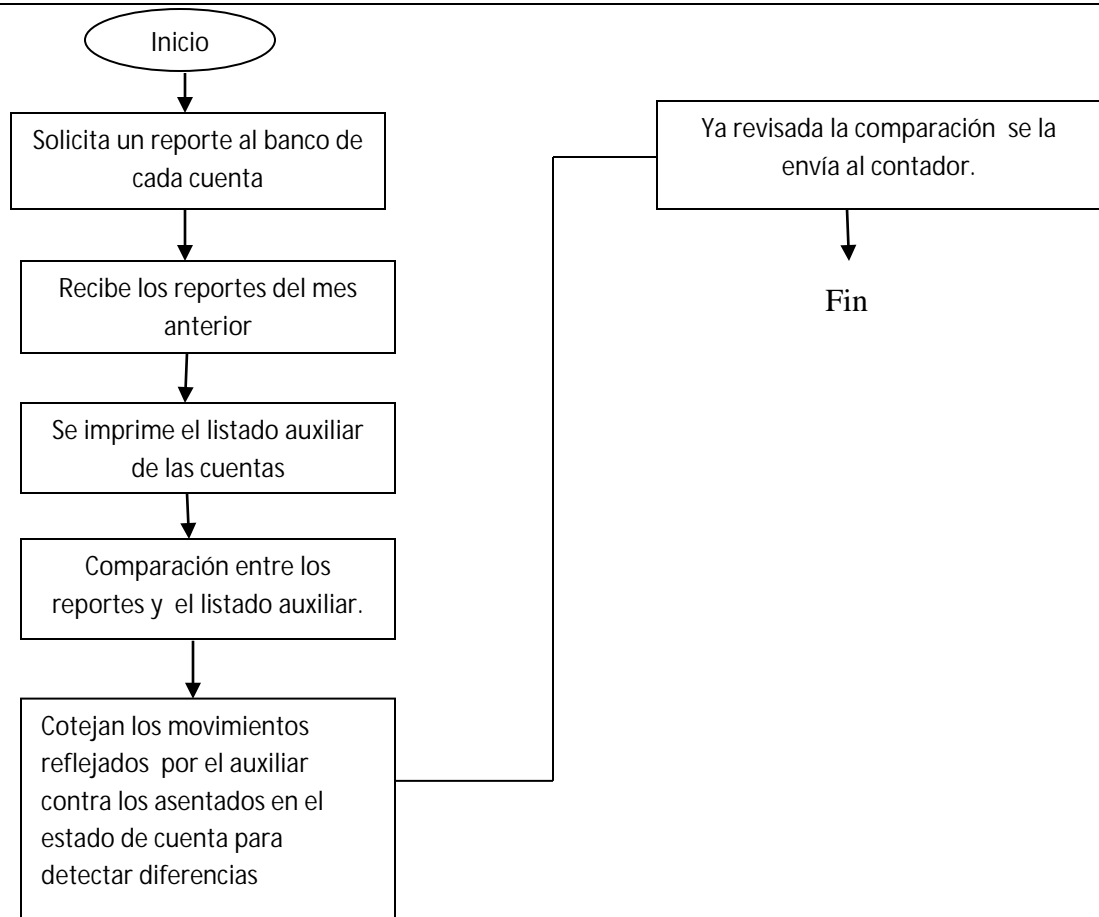 Inicio
Solicita un reporte al banco de
cada cuenta
Recibe los reportes del mes
anterior
Se imprime el listado auxiliar
de las cuentas
Comparación entre los
reportes y el listado auxiliar.
Cotejan los movimientos
reflejados por el auxiliar
contra los asentados en el
estado de cuenta para
detectar diferencias
Ya revisada la comparación se la
envía al contador.
Fin